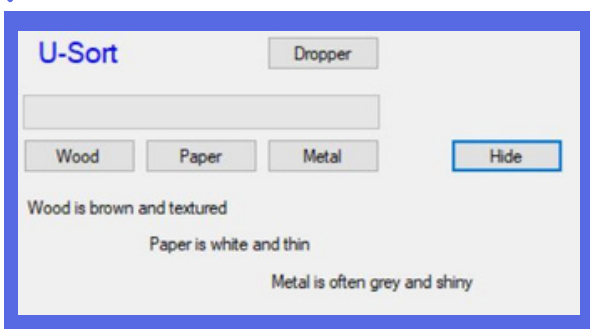 U-Sort Dropper
Wood Paper Metal Hide
Wood is brown and textured
Paper is white and thin
Metal is often grey and shiny